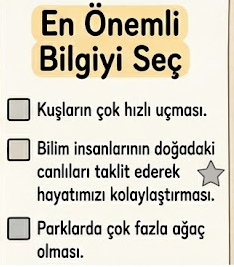 En Önemli
Bilgiyi Seç
Kuşların çok hızlı uçması.
Bilim insanlarının doğadaki
canlıları taklit ederek
hayatımızı kolaylaştırması.
Parklarda çok fazla ağaç
olması.